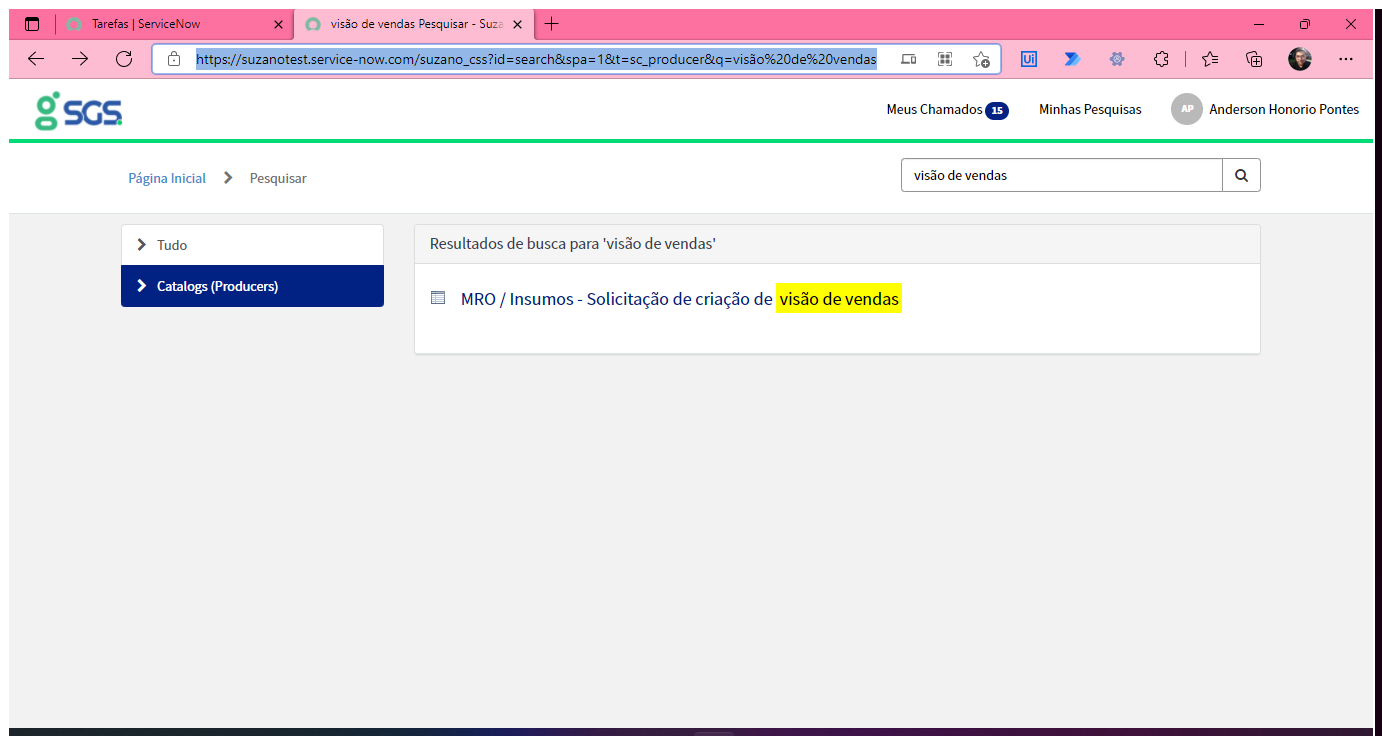 Tarefas | ServiceNow
visão de vendas Pesquisar - Suza
https://suzanotest.service-now.com/suzano_css?id=search&spa=1&t=sc_producer&q=visão%20de%20vendas
Ui
g SGS
Meus Chamados 15
Minhas Pesquisas
AP
Anderson Honorio Pontes
Página Inicial
Pesquisar
visão de vendas
Tudo
Catalogs (Producers)
Resultados de busca para 'visão de vendas'
MRO / Insumos - Solicitação de criação de visão de vendas